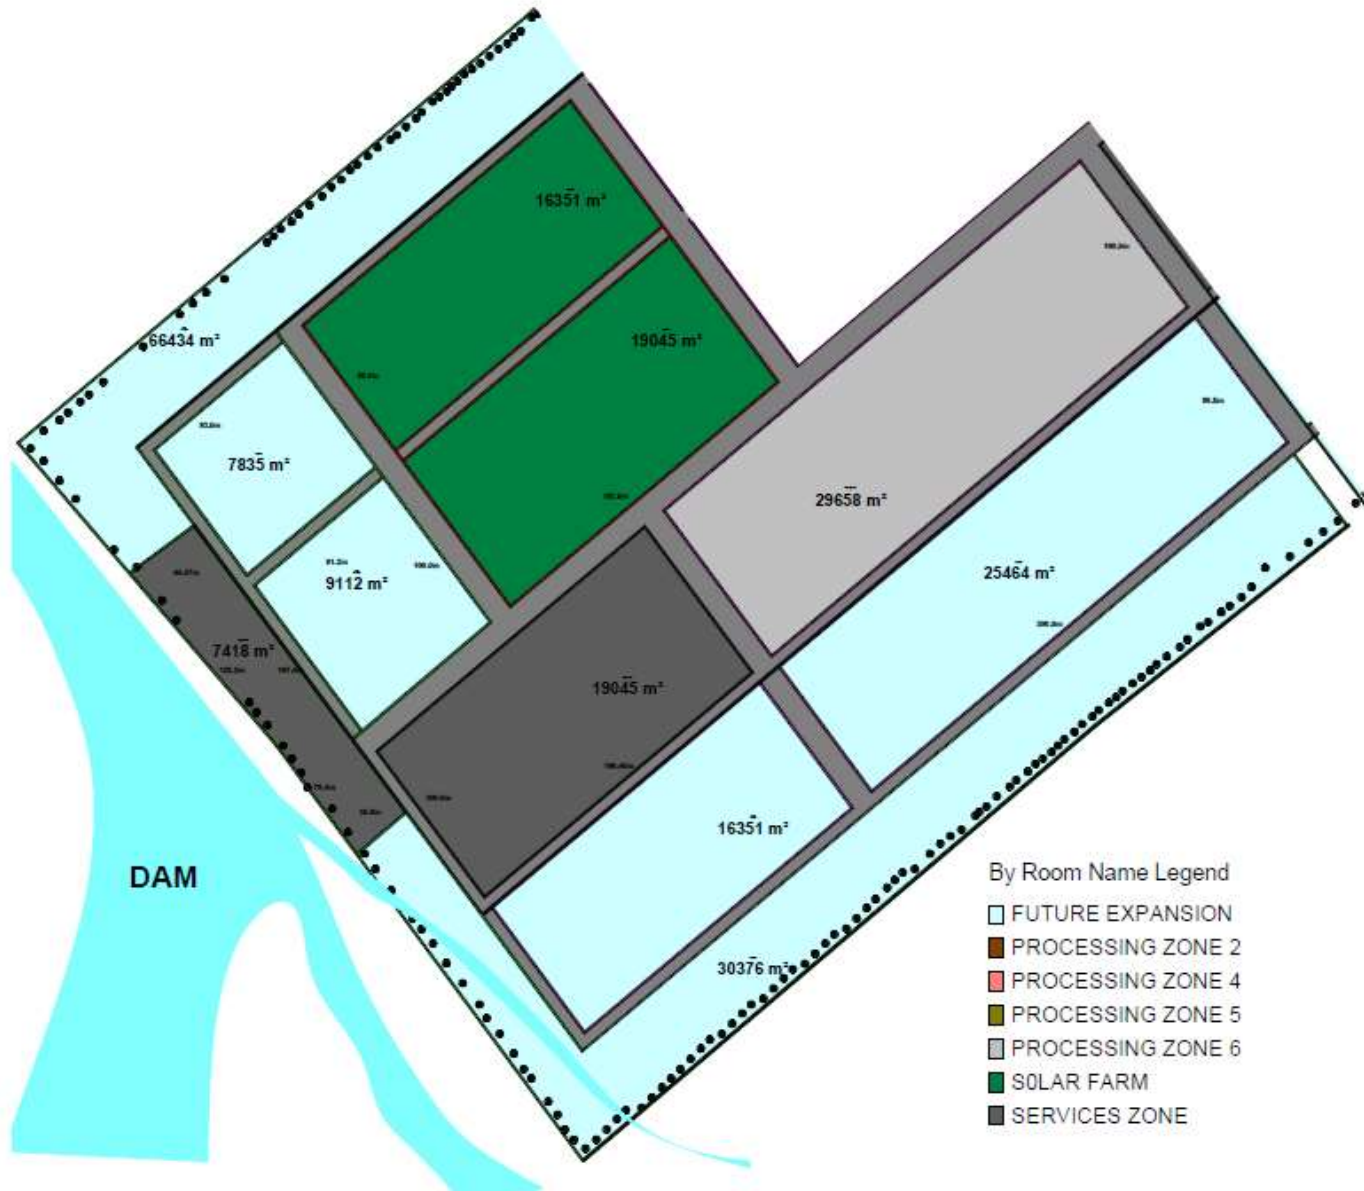 16351 m²
19045 m²
66434 m²
7835 m²
9112 m²
29658 m²
25464 m²
7418 m²
19045 m²
16351 m²
30376 m²
DAM
By Room Name Legend
FUTURE EXPANSION
PROCESSING ZONE 2
PROCESSING ZONE 4
PROCESSING ZONE 5
PROCESSING ZONE 6
S0LAR FARM
SERVICES ZONE